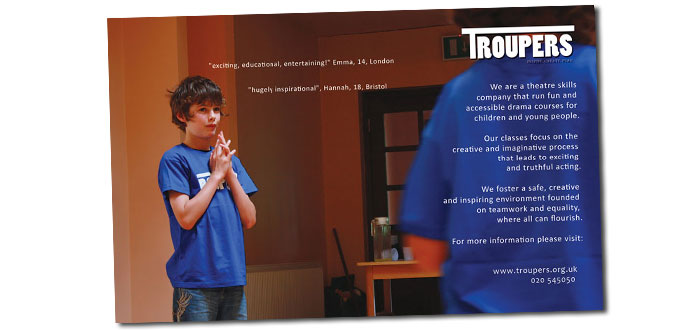 TROUPERS
"exciting, educational, entertaining!" Emma, 14, London
"hugely inspirational", Hannah, 18, Bristol
We are a theatre skills
company that run fun and
accessible drama courses for
children and young people.
Our classes focus on the
creative and imaginative process
that leads to exciting
and truthful acting.
We foster a safe, creative
and inspiring environment founded
on teamwork and equality,
where all can flourish.
For more information please visit:
www.troupers.org.uk
020 545050